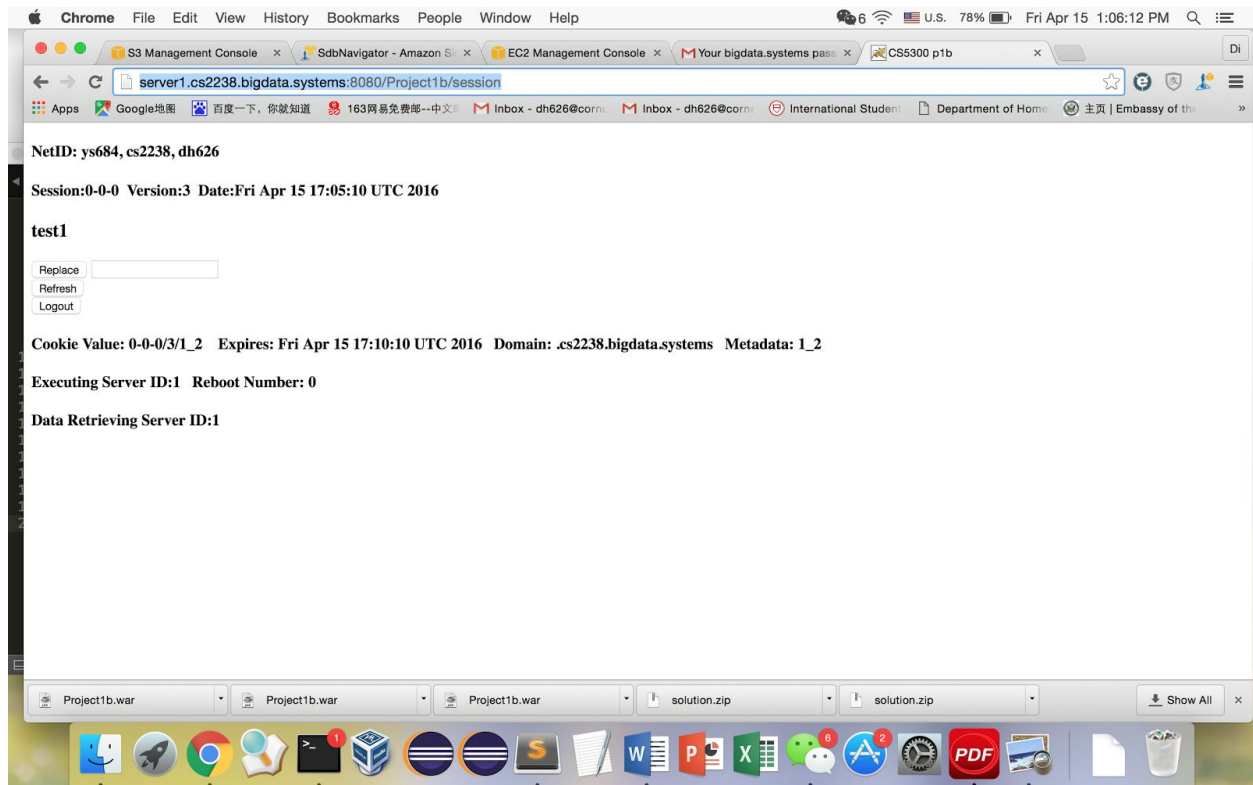 Chrome File Edit View History Bookmarks People Window Help 6 U.S. 78% Fri Apr 15 1:06:12 PM
S3 Management Console × SdbNavigator - Amazon Si × EC2 Management Console × Your bigdata.systems pass × CS5300 p1b × Di
server1.cs2238.bigdata.systems:8080/Project1b/session
Apps Google地图 百度一下，你就知道 163网易免费邮--中文 Inbox - dh626@corne Inbox - dh626@corne International Student Department of Home 主页 | Embassy of the »
NetID: ys684, cs2238, dh626
Session:0-0-0 Version:3 Date:Fri Apr 15 17:05:10 UTC 2016
test1
Replace
Refresh
Logout
Cookie Value: 0-0-0/3/1_2 Expires: Fri Apr 15 17:10:10 UTC 2016 Domain: .cs2238.bigdata.systems Metadata: 1_2
Executing Server ID:1 Reboot Number: 0
Data Retrieving Server ID:1
Project1b.war Project1b.war Project1b.war solution.zip solution.zip Show All ×
1 6 2
W P X PDF